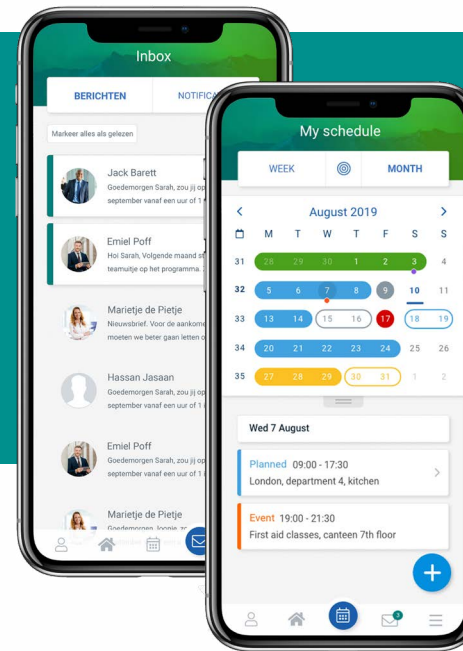 Inbox
BERICHTEN
Markeer alles als gelezen
Jack Barett
Goedemorgen Sarah, zou jij op
september vanaf een uur of 1
Emiel Poff
Hoi Sarah, Volgende maand
teamuitje op het programma.
Marietje de Pietje
Nieuwsbrief. Voor de
moeten we beter gaan letten
Hassan Jasaan
Goedemorgen Sarah, zou jij op
september vanaf een uur of 1
Emiel Poff
Goedemorgen Sarah, zou jij op
september vanaf een uur of 1
Marietje de Pietje
My schedule
WEEK MONTH
August 2019
M T W T F S S
31 28 29 30 1 2 3 4
32 5 6 7 8 9 10 11
33 13 14 15 16 17 18 19
34 20 21 22 23 24 25 26
35 27 28 29 30 31 1 2
Wed 7 August
Planned 09:00 - 17:30
London, department 4, kitchen
Event 19:00 - 21:30
First aid classes, canteen 7th floor
3